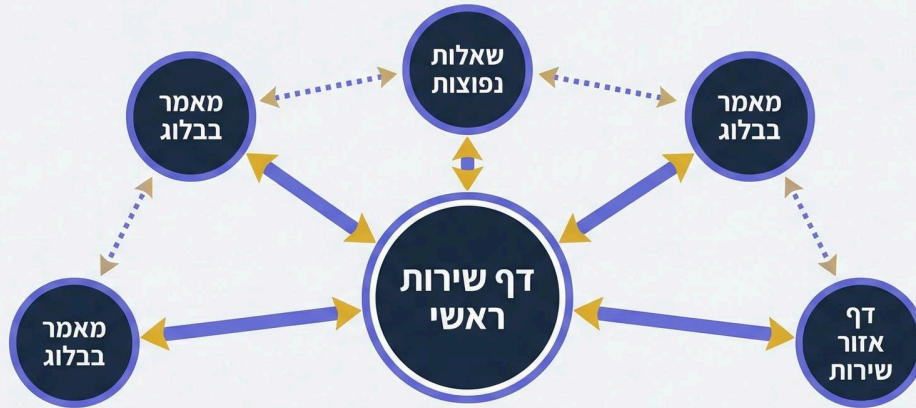 שאלות
נפוצות
מאמר
בבלוג
מאמר
בבלוג
דף שירות
ראשי
מאמר
בבלוג
דף
אזור
שירות